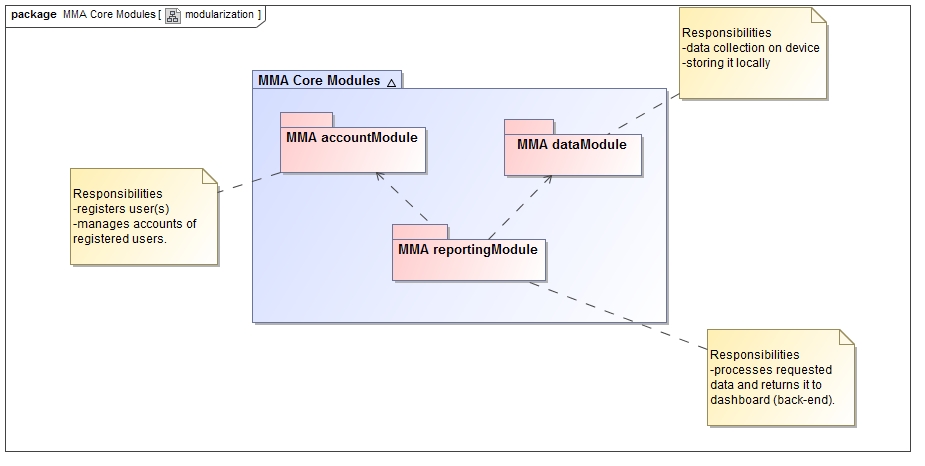 package MMA Core Modules [ modularization ]
Responsibilities
-data collection on device
-storing it locally
MMA Core Modules
MMA accountModule
MMA dataModule
Responsibilities
-registers user(s)
-manages accounts of
registered users.
MMA reportingModule
Responsibilities
-processes requested
data and returns it to
dashboard (back-end).